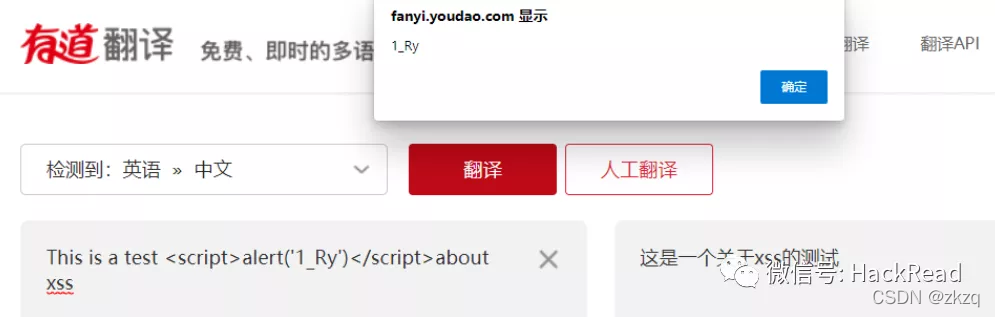 fanyi.youdao.com 显示
1_Ry
确定
有道翻译 免费、即时的多语
翻译 翻译API
检测到: 英语 » 中文
翻译
人工翻译
This is a test <script>alert('1_Ry')</script>about
xss
这是一个关于xss的测试
微信号: HackRead
CSDN @zkzq